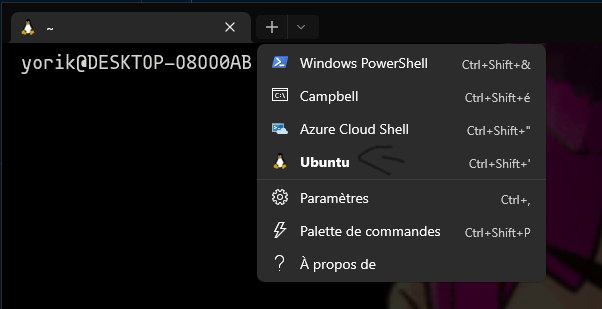 ~
yorik@DESKTOP-O8OO0AB
Windows PowerShell Ctrl+Shift+&
Campbell Ctrl+Shift+é
Azure Cloud Shell Ctrl+Shift+"
Ubuntu Ctrl+Shift+'
Paramètres Ctrl+,
Palette de commandes Ctrl+Shift+P
À propos de